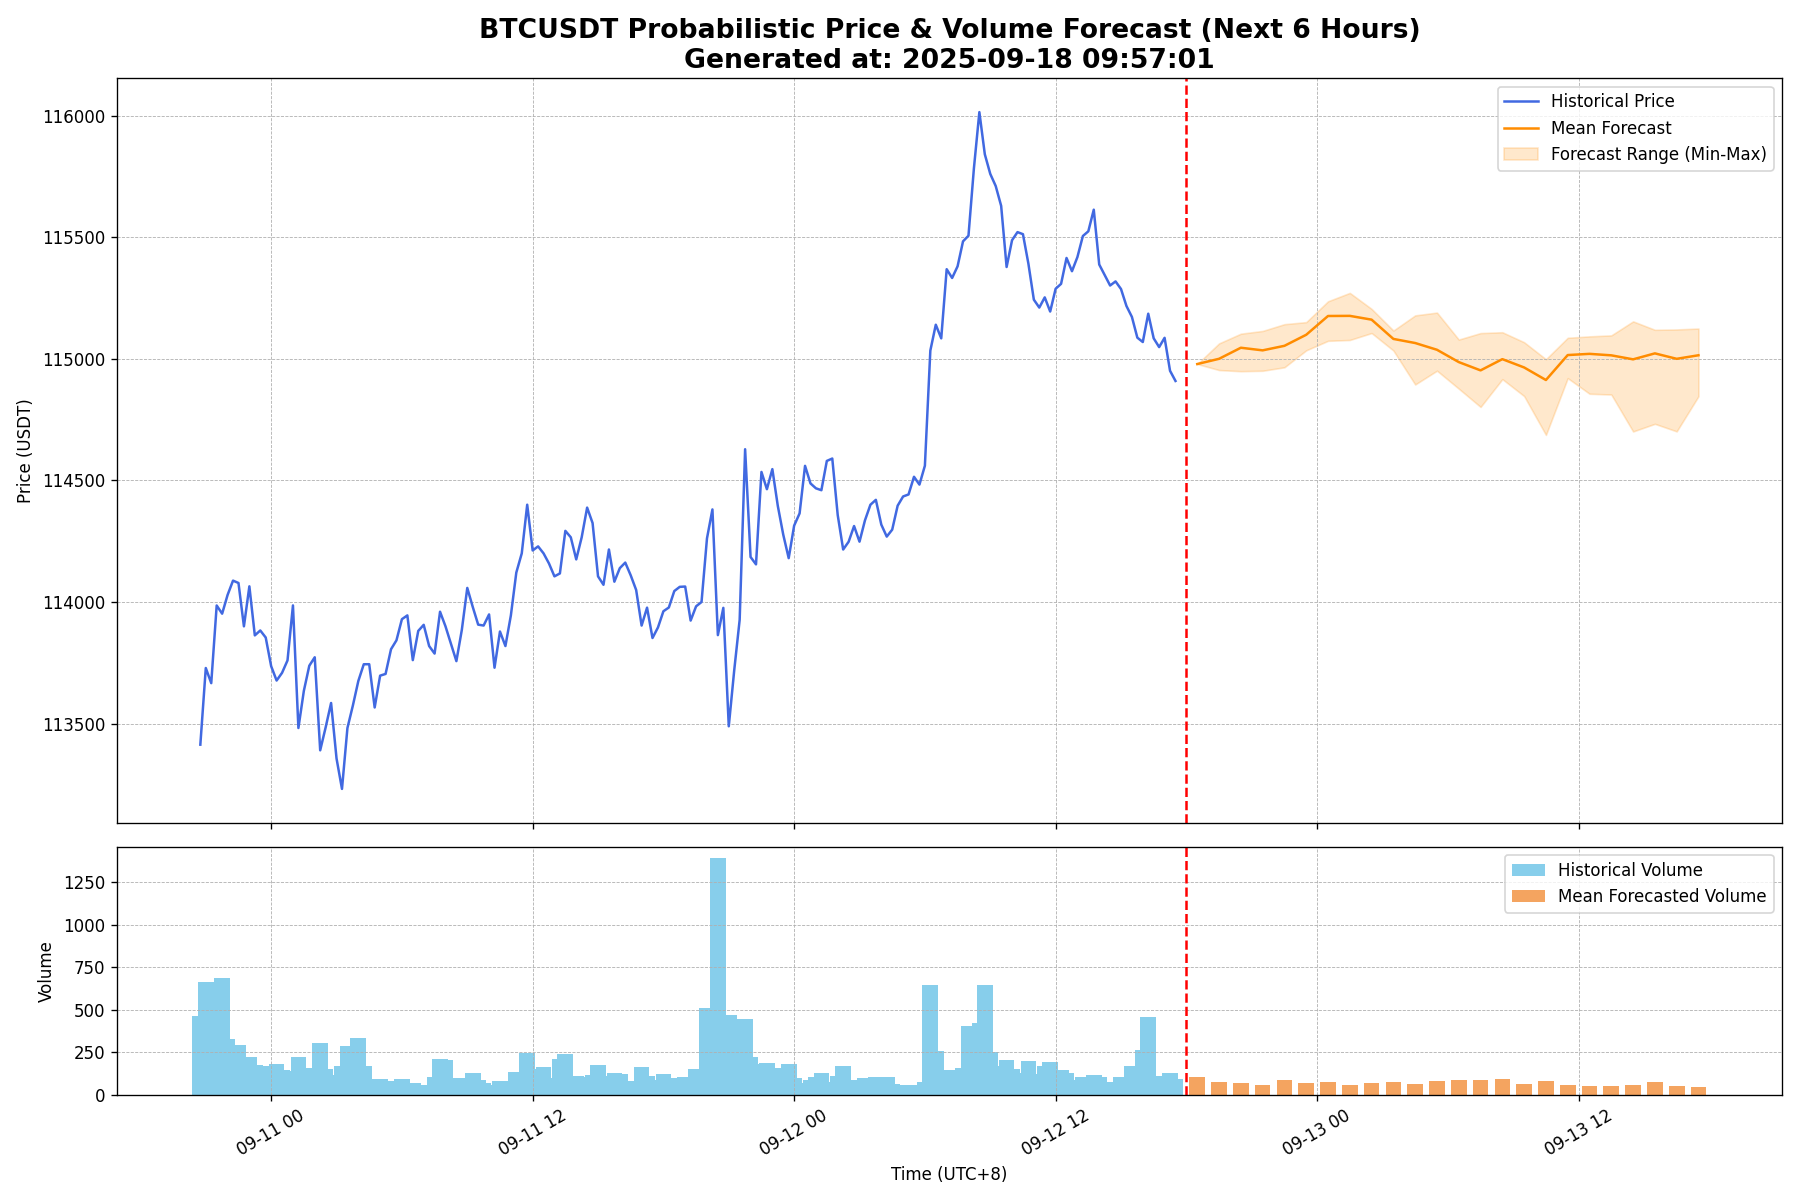 BTCUSDT Probabilistic Price & Volume Forecast (Next 6 Hours)
Generated at: 2025-09-18 09:57:01
Historical Price
Mean Forecast
Forecast Range (Min-Max)
116000
115500
115000
114500
114000
113500
Price (USDT)
Historical Volume
Mean Forecasted Volume
1250
1000
750
500
250
0
Volume
09-11 00
09-11 12
09-12 00
09-12 12
09-13 00
09-13 12
Time (UTC+8)